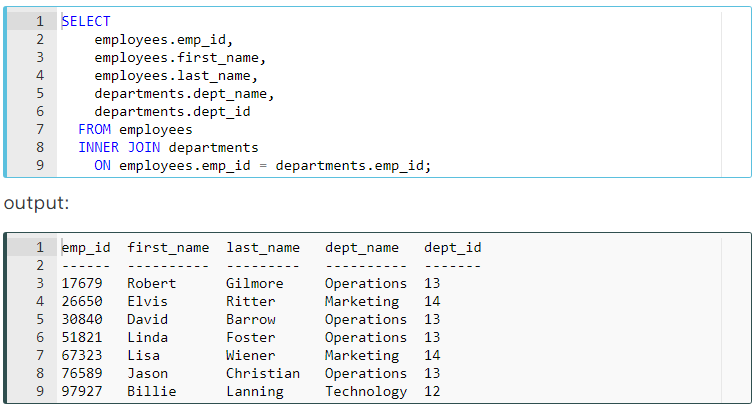 1 SELECT
2 employees.emp_id,
3 employees.first_name,
4 employees.last_name,
5 departments.dept_name,
6 departments.dept_id
7 FROM employees
8 INNER JOIN departments
9 ON employees.emp_id = departments.emp_id;
output:
1 emp_id first_name last_name dept_name dept_id
2 ------ ---------- --------- ---------- -------
3 17679 Robert Gilmore Operations 13
4 26650 Elvis Ritter Marketing 14
5 30840 David Barrow Operations 13
6 51821 Linda Foster Operations 13
7 67323 Lisa Wiener Marketing 14
8 76589 Jason Christian Operations 13
9 97927 Billie Lanning Technology 12